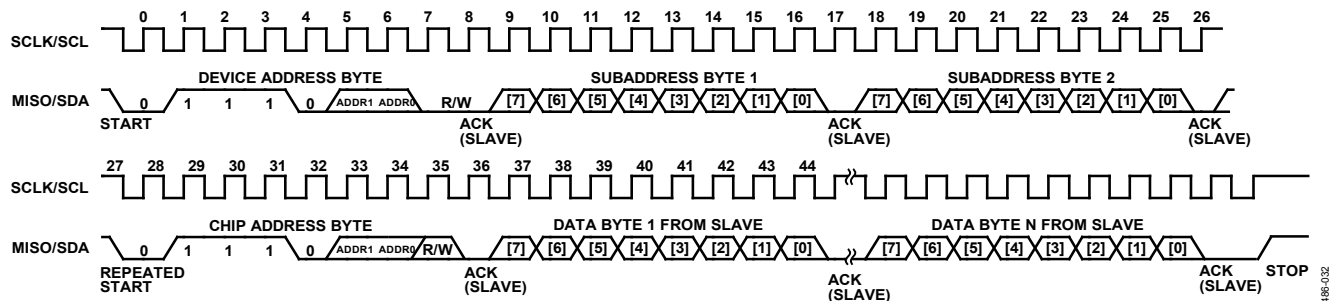 0 1 2 3 4 5 6 7 8 9 10 11 12 13 14 15 16 17 18 19 20 21 22 23 24 25 26
SCLK/SCL
DEVICE ADDRESS BYTE SUBADDRESS BYTE 1 SUBADDRESS BYTE 2
MISO/SDA 0 1 1 1 0 ADDR1 ADDR0 R/W [7] [6] [5] [4] [3] [2] [1] [0] [7] [6] [5] [4] [3] [2] [1] [0]
START ACK ACK ACK
(SLAVE) (SLAVE) (SLAVE)
27 28 29 30 31 32 33 34 35 36 37 38 39 40 41 42 43 44
SCLK/SCL
CHIP ADDRESS BYTE DATA BYTE 1 FROM SLAVE DATA BYTE N FROM SLAVE
MISO/SDA 0 1 1 1 0 ADDR1 ADDR0 R/W [7] [6] [5] [4] [3] [2] [1] [0] [7] [6] [5] [4] [3] [2] [1] [0]
REPEATED ACK ACK ACK STOP
START (SLAVE) (SLAVE) (SLAVE)